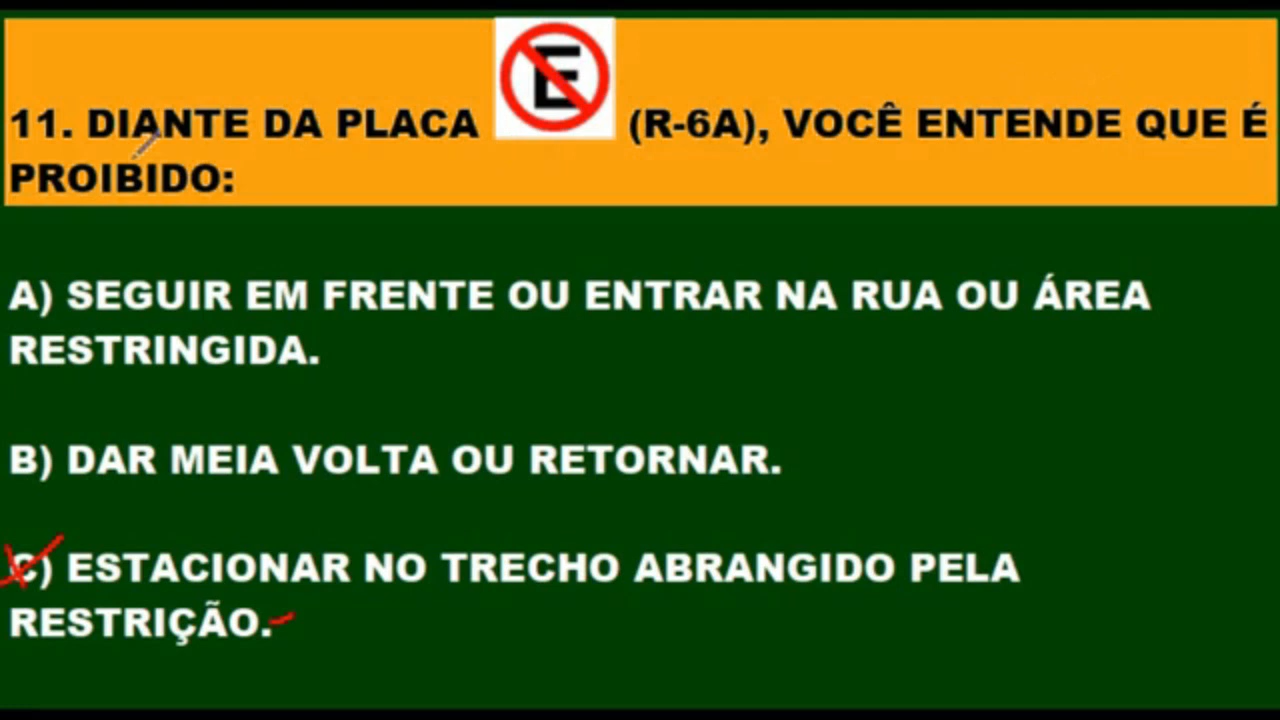 11. DIANTE DA PLACA E (R-6A), VOCÊ ENTENDE QUE É
PROIBIDO:
A) SEGUIR EM FRENTE OU ENTRAR NA RUA OU ÁREA
RESTRINGIDA.
B) DAR MEIA VOLTA OU RETORNAR.
C) ESTACIONAR NO TRECHO ABRANGIDO PELA
RESTRIÇÃO.